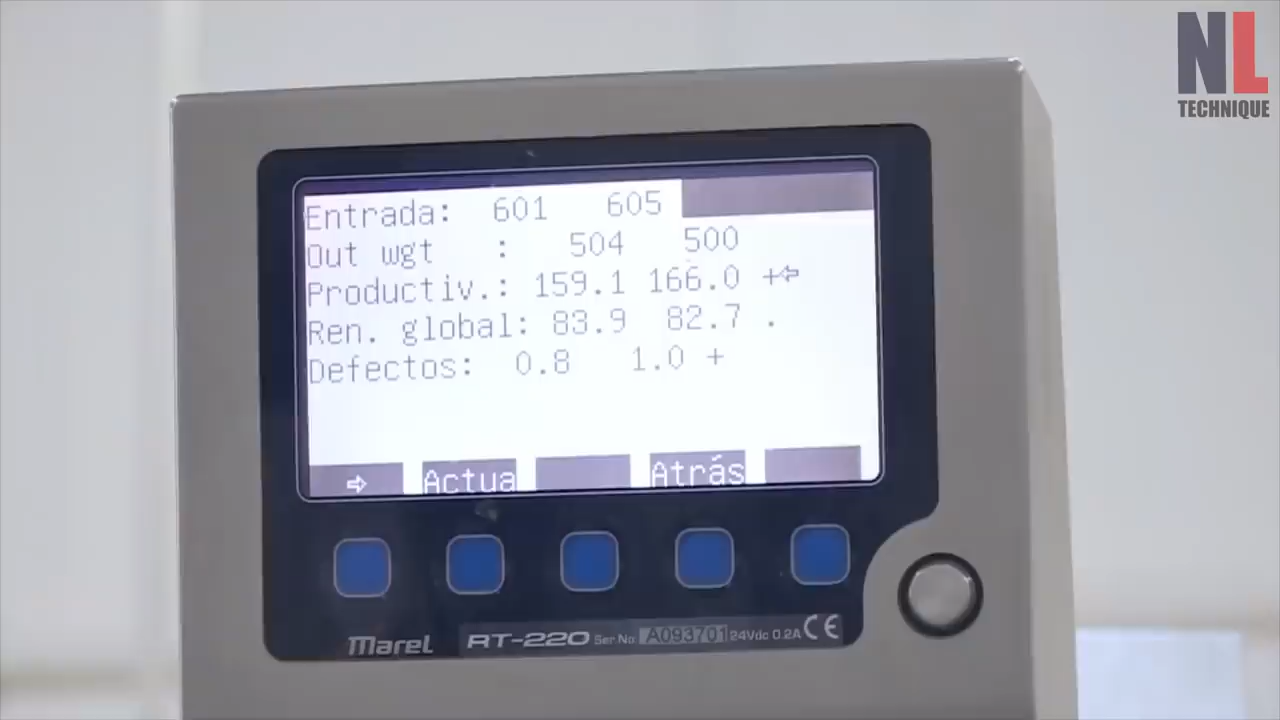 NL
TECHNIQUE
Entrada: 601 605
Out wgt : 504 500
Productiv.: 159.1 166.0 +⇦
Ren. global: 83.9 82.7 .
Defectos: 0.8 1.0 +
⇨ Actua Atrás
Marel RT-220 Ser No A093701 24Vdc 0.2A CE